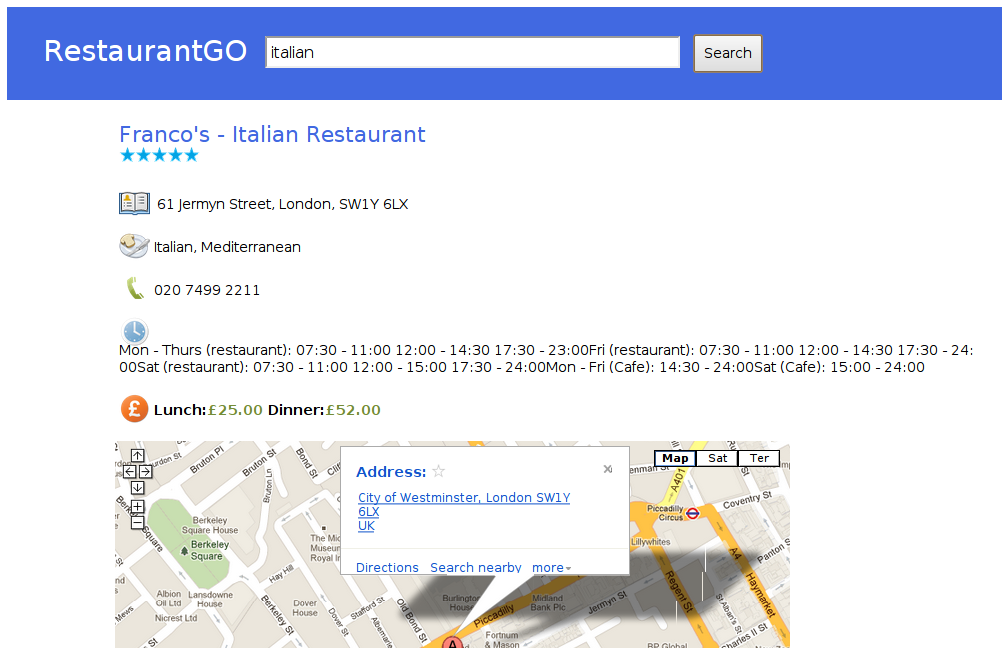 RestaurantGO
italian
Search
Franco's - Italian Restaurant
61 Jermyn Street, London, SW1Y 6LX
Italian, Mediterranean
020 7499 2211
Mon - Thurs (restaurant): 07:30 - 11:00 12:00 - 14:30 17:30 - 23:00Fri (restaurant): 07:30 - 11:00 12:00 - 14:30 17:30 - 24:
00Sat (restaurant): 07:30 - 11:00 12:00 - 15:00 17:30 - 24:00Mon - Fri (Cafe): 14:30 - 24:00Sat (Cafe): 15:00 - 24:00
£ Lunch:£25.00 Dinner:£52.00
Map Sat Ter
Address:
City of Westminster, London SW1Y
6LX
UK
Directions Search nearby more
Bruton Pl
Bruton St
Bond St
Bruton Ln
Berkeley
Square House
Berkeley
Square
Hay Hill
Albion
Oil Ltd
Lansdowne
House
Nicrest Ltd
Mews
Berkeley St
Dover
House
Dover St
Stafford St
Albemarle
Old Bond St
The Mid
Museum
Royal
Burlington
House
Piccadilly
Midland
Bank Plc
Fortnum
& Mason
Jermyn St
A
Piccadilly
Circus
A401
Coventry St
Lillywhites
A4
Panton S
Haymarket
Regent St
St Alban's St
Charles II St
BP Global